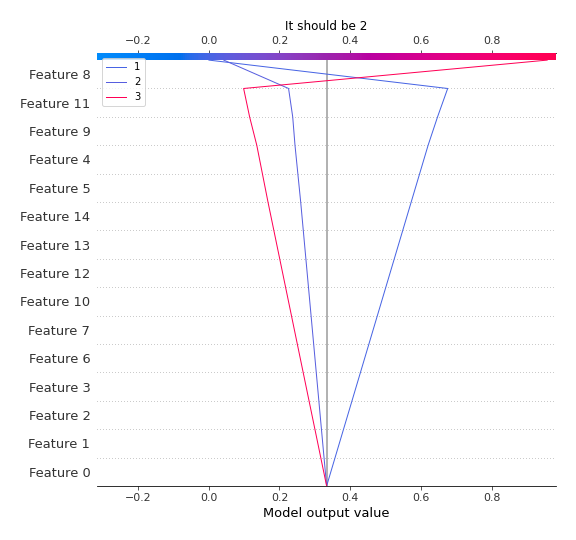 It should be 2
−0.2 0.0 0.2 0.4 0.6 0.8
1
2
3
Feature 8
Feature 11
Feature 9
Feature 4
Feature 5
Feature 14
Feature 13
Feature 12
Feature 10
Feature 7
Feature 6
Feature 3
Feature 2
Feature 1
Feature 0
−0.2 0.0 0.2 0.4 0.6 0.8
Model output value